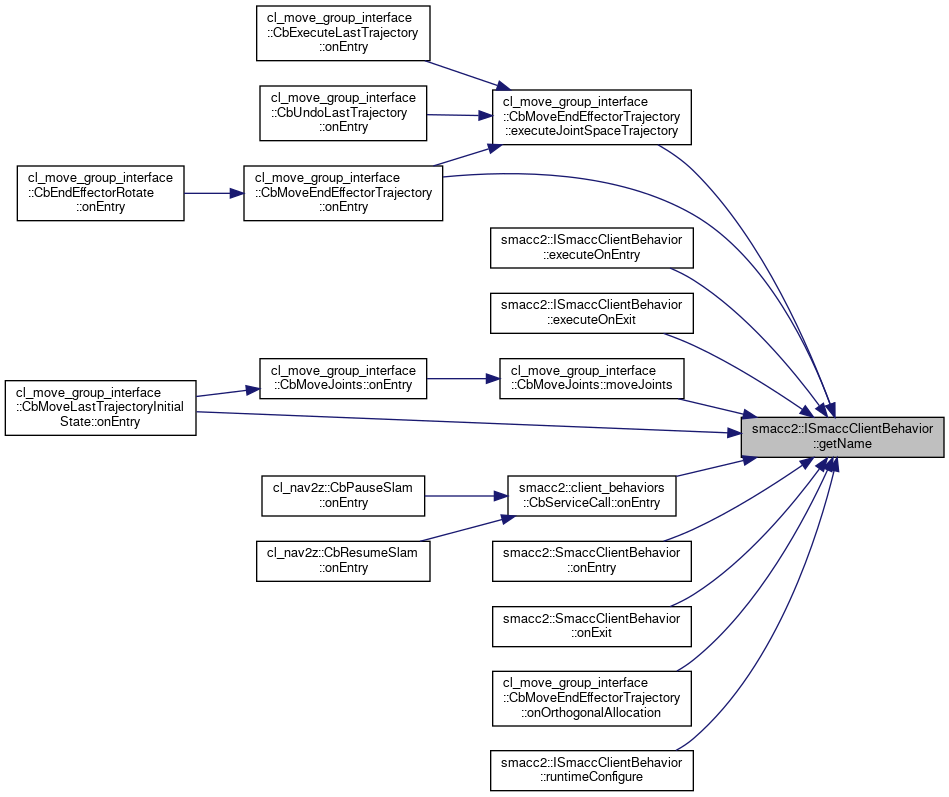 cl_move_group_interface
::CbExecuteLastTrajectory
::onEntry
cl_move_group_interface
::CbUndoLastTrajectory
::onEntry
cl_move_group_interface
::CbMoveEndEffectorTrajectory
::executeJointSpaceTrajectory
cl_move_group_interface
::CbEndEffectorRotate
::onEntry
cl_move_group_interface
::CbMoveEndEffectorTrajectory
::onEntry
smacc2::ISmaccClientBehavior
::executeOnEntry
smacc2::ISmaccClientBehavior
::executeOnExit
cl_move_group_interface
::CbMoveLastTrajectoryInitial
State::onEntry
cl_move_group_interface
::CbMoveJoints::onEntry
cl_move_group_interface
::CbMoveJoints::moveJoints
smacc2::ISmaccClientBehavior
::getName
cl_nav2z::CbPauseSlam
::onEntry
smacc2::client_behaviors
::CbServiceCall::onEntry
cl_nav2z::CbResumeSlam
::onEntry
smacc2::SmaccClientBehavior
::onEntry
smacc2::SmaccClientBehavior
::onExit
cl_move_group_interface
::CbMoveEndEffectorTrajectory
::onOrthogonalAllocation
smacc2::ISmaccClientBehavior
::runtimeConfigure